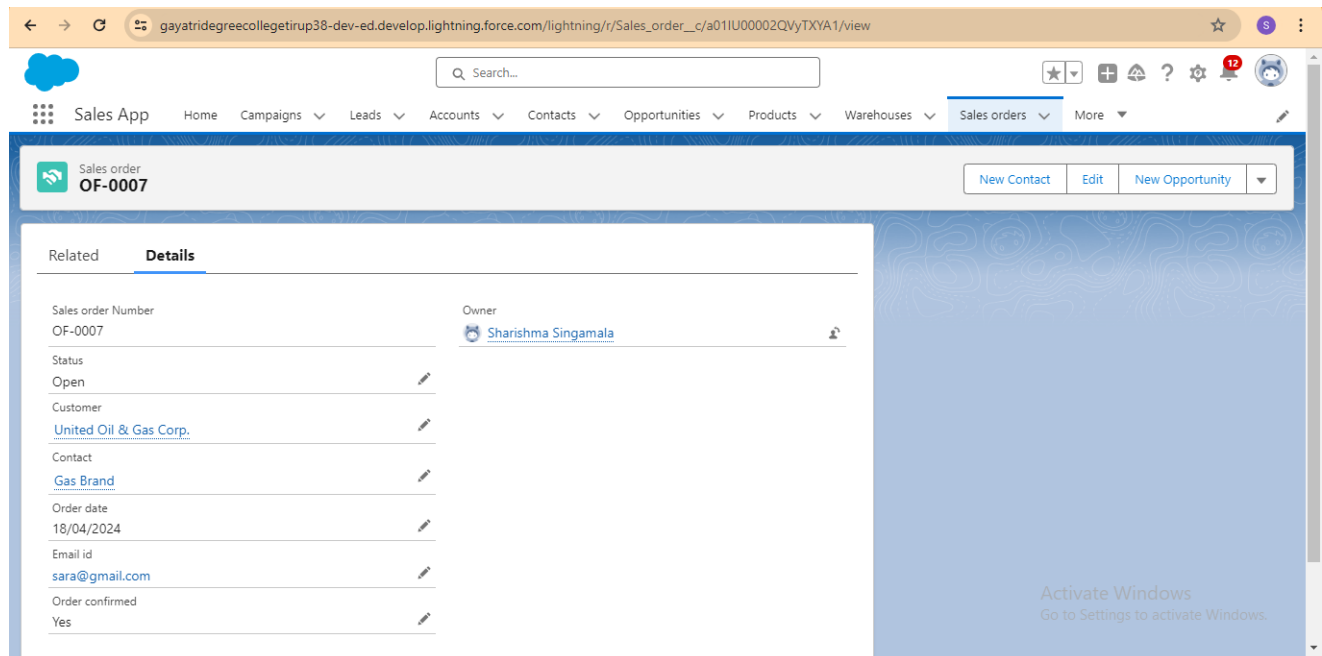 gayatridegreecollegetirup38-dev-ed.develop.lightning.force.com/lightning/r/Sales_order__c/a01IU00002QVyTXYA1/view
S
Search...
12
Sales App Home Campaigns Leads Accounts Contacts Opportunities Products Warehouses Sales orders More
Sales order
OF-0007
New Contact Edit New Opportunity
Related Details
Sales order Number
OF-0007
Owner
Sharishma Singamala
Status
Open
Customer
United Oil & Gas Corp.
Contact
Gas Brand
Order date
18/04/2024
Email id
sara@gmail.com
Order confirmed
Yes
Activate Windows
Go to Settings to activate Windows.